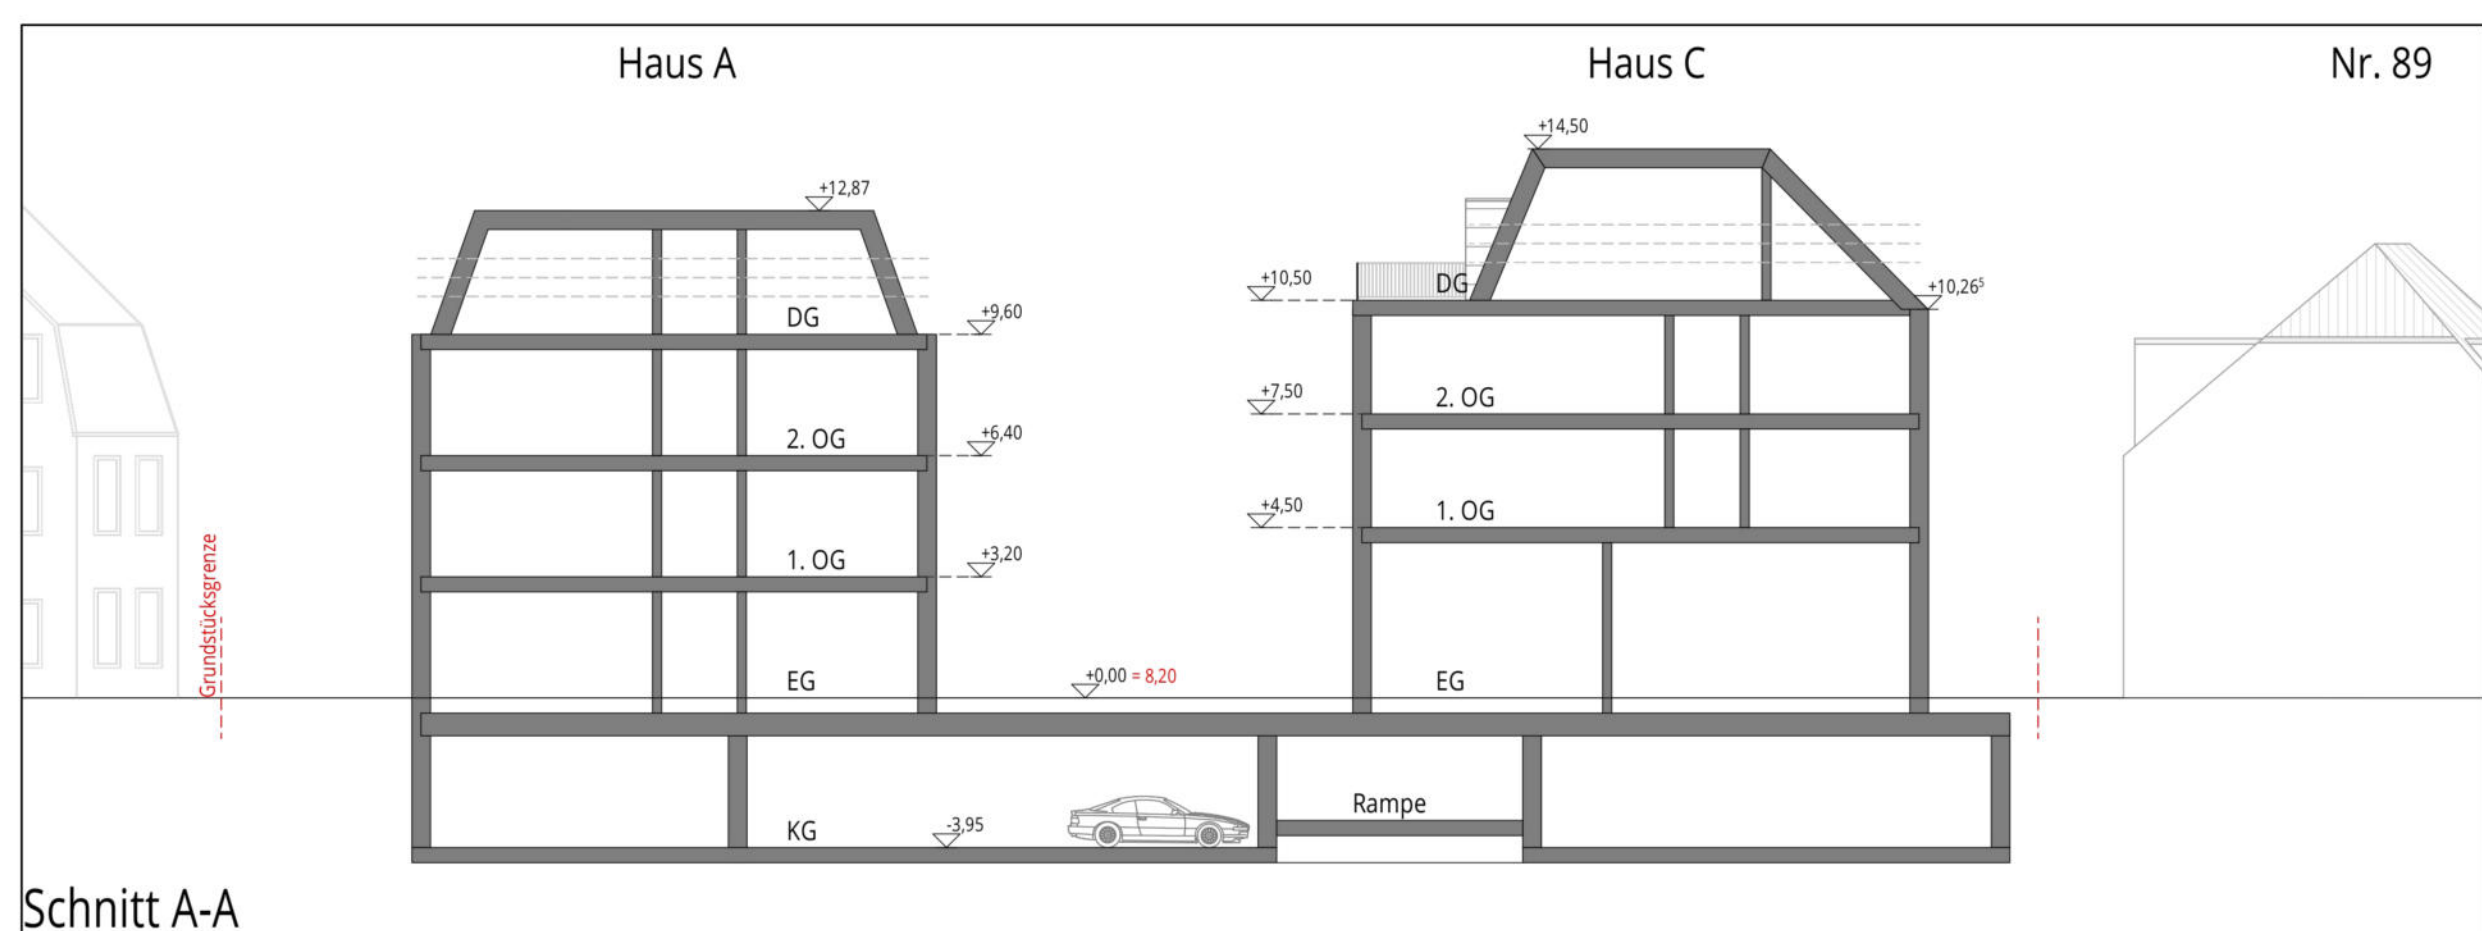 Haus A
Haus C
Nr. 89
+14,50
+12,87
+10,50
DG
+10,26⁵
DG
+9,60
+7,50
2. OG
2. OG
+6,40
+4,50
1. OG
1. OG
+3,20
Grundstücksgrenze
EG
+0,00 = 8,20
EG
Rampe
KG
-3,95
Schnitt A-A